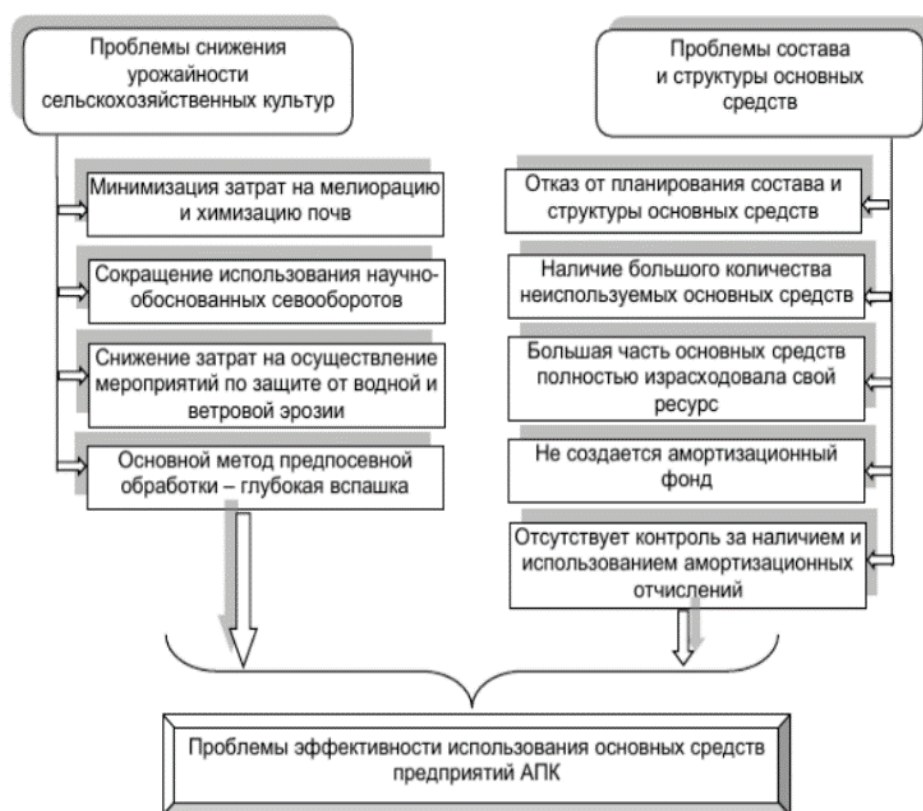 Проблемы снижения
урожайности
сельскохозяйственных культур
Минимизация затрат на мелиорацию
и химизацию почв
Сокращение использования научно-
обоснованных севооборотов
Снижение затрат на осуществление
мероприятий по защите от водной и
ветровой эрозии
Основной метод предпосевной
обработки – глубокая вспашка
Проблемы состава
и структуры основных
средств
Отказ от планирования состава и
структуры основных средств
Наличие большого количества
неиспользуемых основных средств
Большая часть основных средств
полностью израсходовала свой
ресурс
Не создается амортизационный
фонд
Отсутствует контроль за наличием и
использованием амортизационных
отчислений
Проблемы эффективности использования основных средств
предприятий АПК